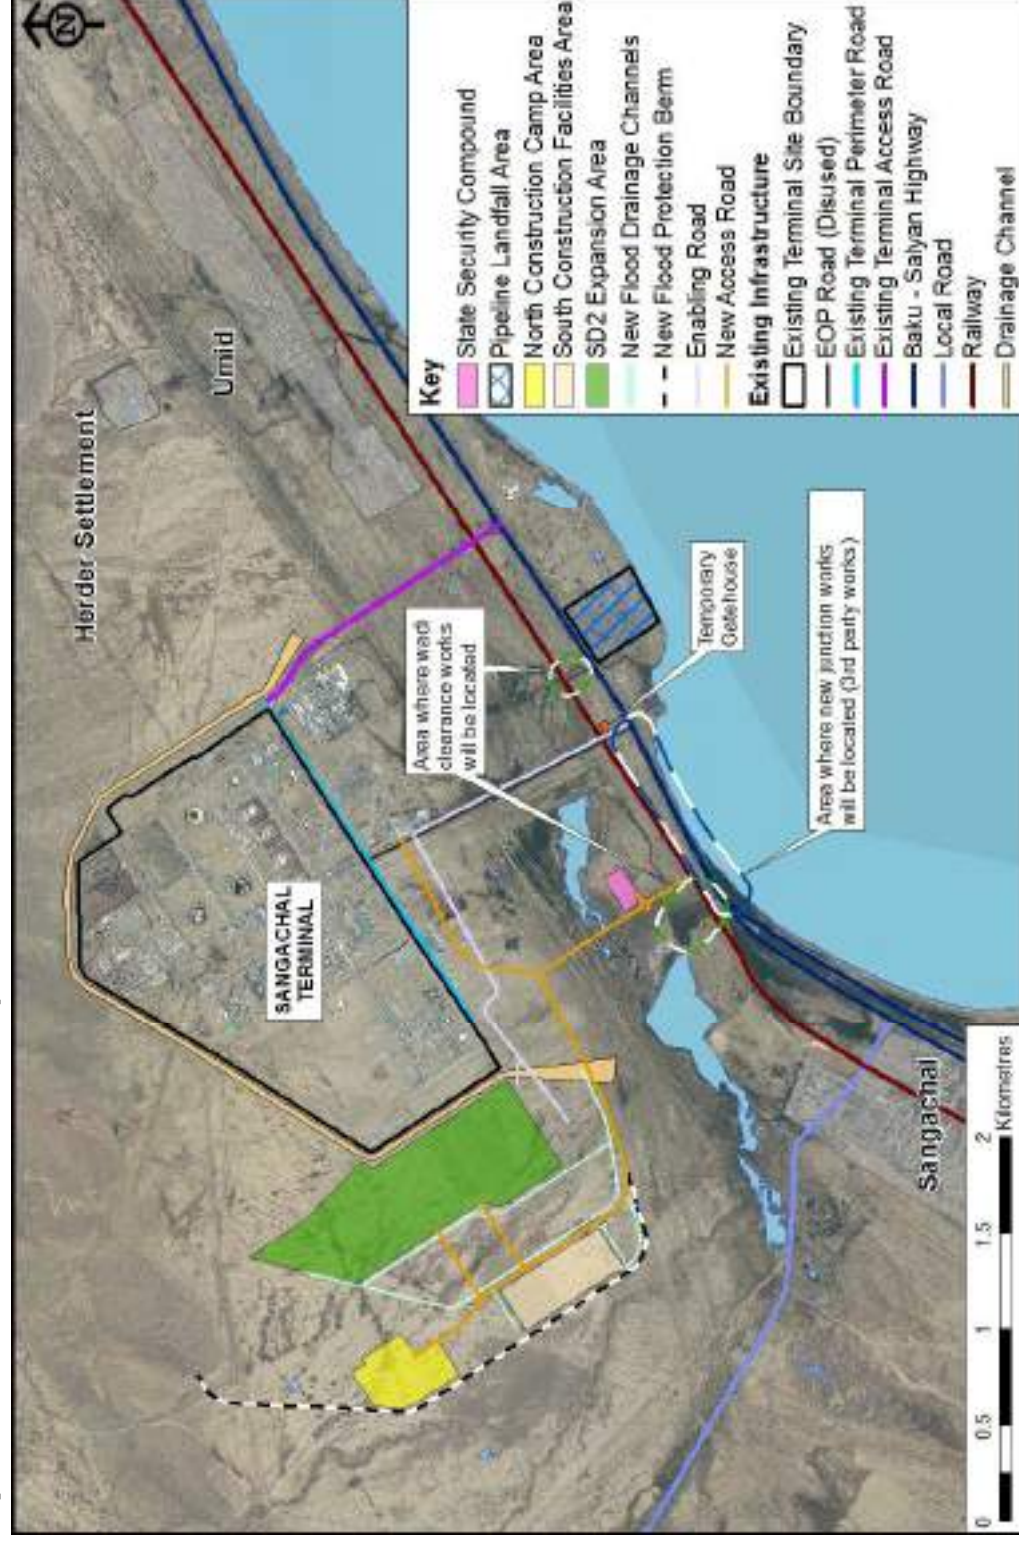 N
Herder Settlement
Umid
SANGACHAL
TERMINAL
Area where wadi
clearance works
will be located
Temporary
Gatehouse
Area where new junction works
will be located (3rd party works)
Sangachal
0 0.5 1 1.5 2
Kilometres
Key
State Security Compound
Pipeline Landfall Area
North Construction Camp Area
South Construction Facilities Area
SD2 Expansion Area
New Flood Drainage Channels
New Flood Protection Berm
Enabling Road
New Access Road
Existing Infrastructure
Existing Terminal Site Boundary
EOP Road (Disused)
Existing Terminal Perimeter Road
Existing Terminal Access Road
Baku - Salyan Highway
Local Road
Railway
Drainage Channel